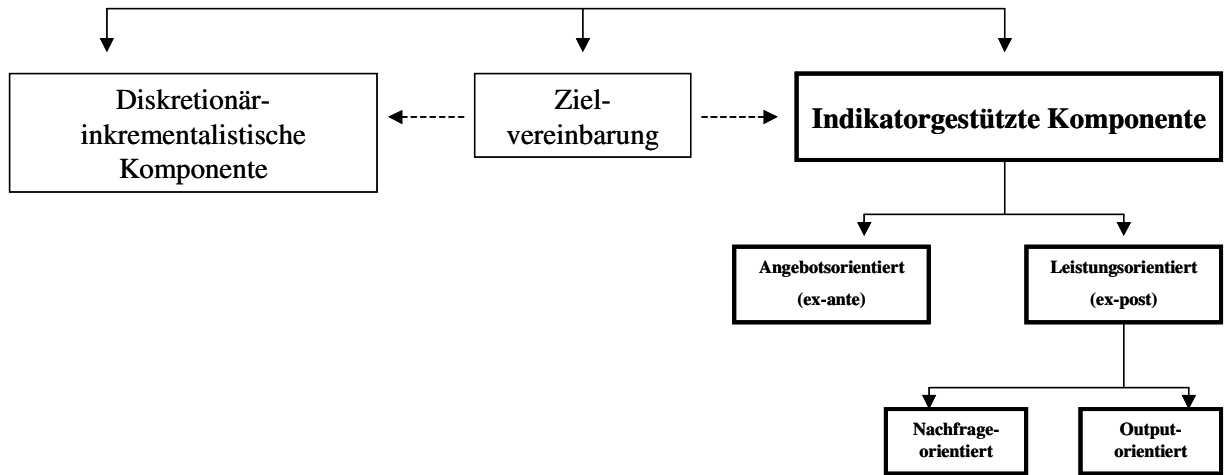 Diskretionär-
inkrementalistische
Komponente
Ziel-
vereinbarung
Indikatorgestützte Komponente
Angebotsorientiert
(ex-ante)
Leistungsorientiert
(ex-post)
Nachfrage-
orientiert
Output-
orientiert